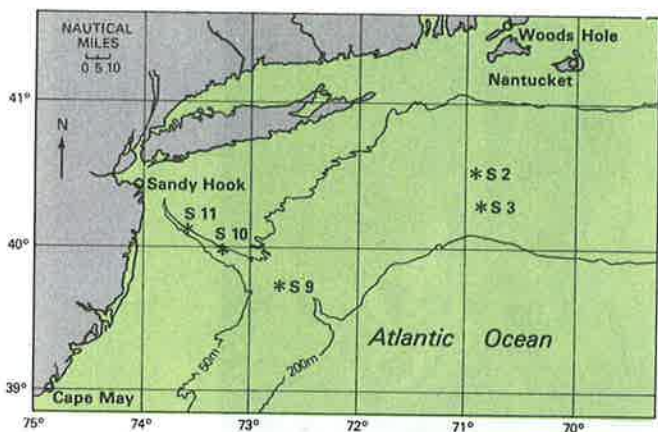 NAUTICAL
MILES
0 5 10
Woods Hole
Nantucket
41°
N
* S 2
Sandy Hook
* S 3
S 11
*
S 10
*
40°
* S 9
Atlantic Ocean
50m
200m
39°
Cape May
75° 74° 73° 72° 71° 70°